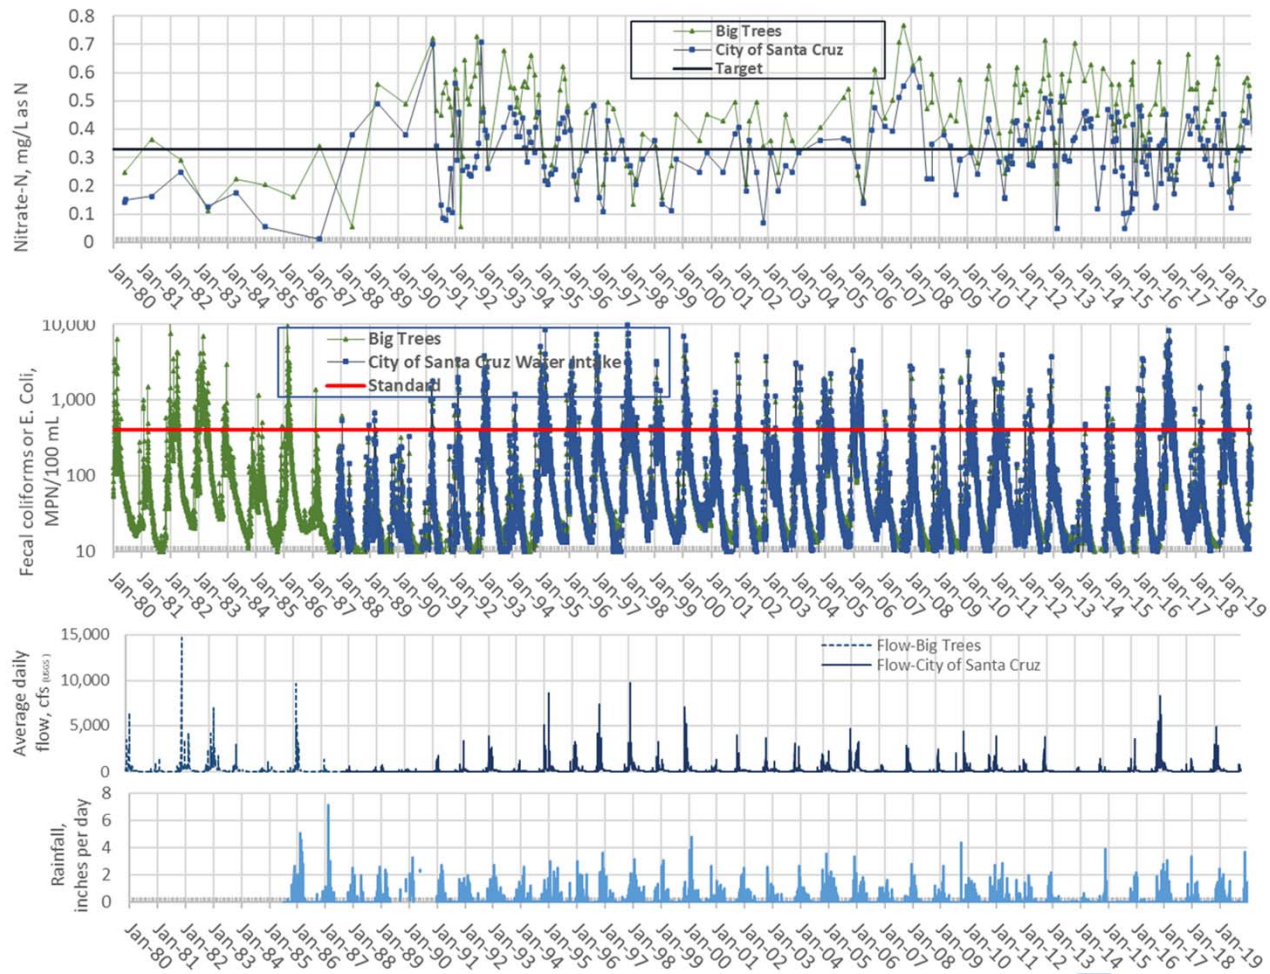 Nitrate-N, mg/L as N
0.8
0.7
0.6
0.5
0.4
0.3
0.2
0.1
0
Big Trees
City of Santa Cruz
Target
Jan-80 Jan-81 Jan-82 Jan-83 Jan-84 Jan-85 Jan-86 Jan-87 Jan-88 Jan-89 Jan-90 Jan-91 Jan-92 Jan-93 Jan-94 Jan-95 Jan-96 Jan-97 Jan-98 Jan-99 Jan-00 Jan-01 Jan-02 Jan-03 Jan-04 Jan-05 Jan-06 Jan-07 Jan-08 Jan-09 Jan-10 Jan-11 Jan-12 Jan-13 Jan-14 Jan-15 Jan-16 Jan-17 Jan-18 Jan-19
Fecal coliforms or E. Coli,
MPN/100 mL
10,000
1,000
100
10
Big Trees
City of Santa Cruz Water Intake
Standard
Jan-80 Jan-81 Jan-82 Jan-83 Jan-84 Jan-85 Jan-86 Jan-87 Jan-88 Jan-89 Jan-90 Jan-91 Jan-92 Jan-93 Jan-94 Jan-95 Jan-96 Jan-97 Jan-98 Jan-99 Jan-00 Jan-01 Jan-02 Jan-03 Jan-04 Jan-05 Jan-06 Jan-07 Jan-08 Jan-09 Jan-10 Jan-11 Jan-12 Jan-13 Jan-14 Jan-15 Jan-16 Jan-17 Jan-18 Jan-19
Average daily
flow, cfs (USGS)
15,000
10,000
5,000
0
Flow-Big Trees
Flow-City of Santa Cruz
Rainfall,
inches per day
8
6
4
2
0
Jan-80 Jan-81 Jan-82 Jan-83 Jan-84 Jan-85 Jan-86 Jan-87 Jan-88 Jan-89 Jan-90 Jan-91 Jan-92 Jan-93 Jan-94 Jan-95 Jan-96 Jan-97 Jan-98 Jan-99 Jan-00 Jan-01 Jan-02 Jan-03 Jan-04 Jan-05 Jan-06 Jan-07 Jan-08 Jan-09 Jan-10 Jan-11 Jan-12 Jan-13 Jan-14 Jan-15 Jan-16 Jan-17 Jan-18 Jan-19